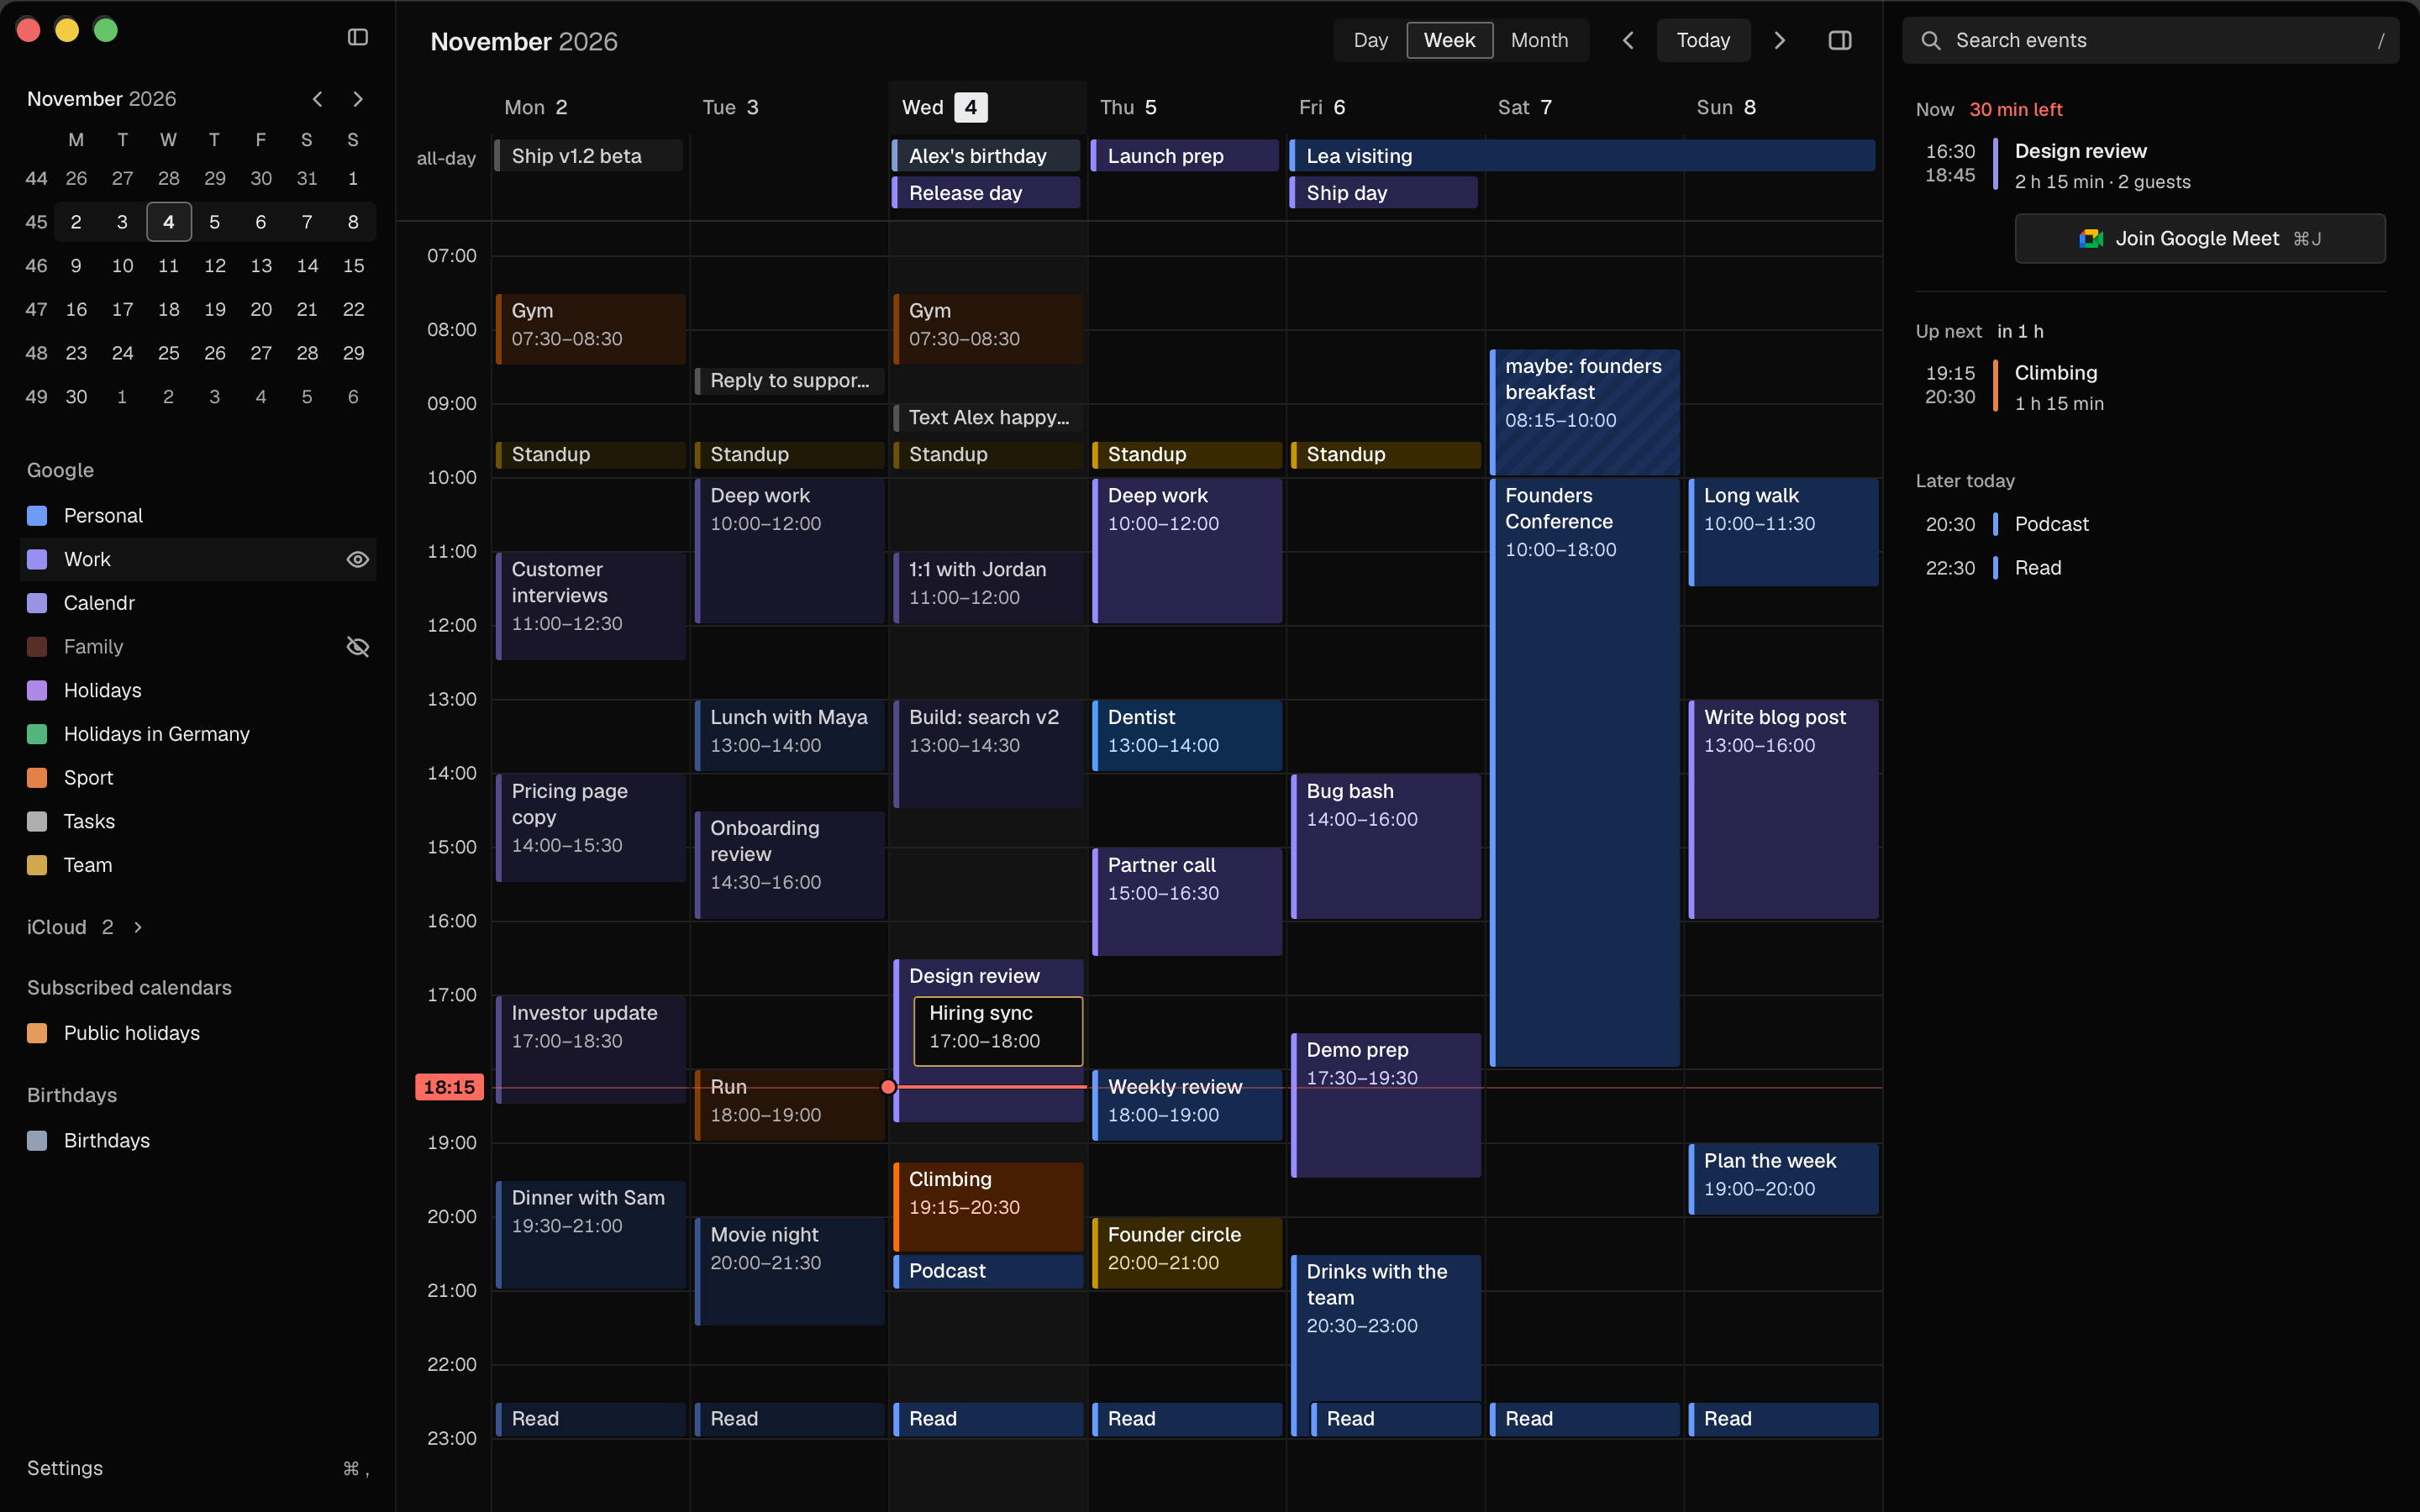 November 2026
M T W T F S S
44 26 27 28 29 30 31 1
45 2 3 4 5 6 7 8
46 9 10 11 12 13 14 15
47 16 17 18 19 20 21 22
48 23 24 25 26 27 28 29
49 30 1 2 3 4 5 6
Google
Personal
Work
Calendr
Family
Holidays
Holidays in Germany
Sport
Tasks
Team
iCloud 2
Subscribed calendars
Public holidays
Birthdays
Birthdays
Settings ⌘ ,
November 2026
Day Week Month
Today
Mon 2
Tue 3
Wed 4
Thu 5
Fri 6
Sat 7
Sun 8
all-day
Ship v1.2 beta
Alex's birthday
Launch prep
Lea visiting
Release day
Ship day
07:00
08:00
09:00
10:00
11:00
12:00
13:00
14:00
15:00
16:00
17:00
18:15
19:00
20:00
21:00
22:00
23:00
Gym
07:30–08:30
Standup
Customer
interviews
11:00–12:30
Pricing page
copy
14:00–15:30
Investor update
17:00–18:30
Dinner with Sam
19:30–21:00
Read
Reply to suppor...
Standup
Deep work
10:00–12:00
Lunch with Maya
13:00–14:00
Onboarding
review
14:30–16:00
Run
18:00–19:00
Movie night
20:00–21:30
Read
Gym
07:30–08:30
Text Alex happy...
Standup
1:1 with Jordan
11:00–12:00
Build: search v2
13:00–14:30
Design review
Hiring sync
17:00–18:00
Climbing
19:15–20:30
Podcast
Read
Standup
Deep work
10:00–12:00
Dentist
13:00–14:00
Partner call
15:00–16:30
Weekly review
18:00–19:00
Founder circle
20:00–21:00
Read
Standup
Bug bash
14:00–16:00
Demo prep
17:30–19:30
Drinks with the
team
20:30–23:00
Read
maybe: founders
breakfast
08:15–10:00
Founders
Conference
10:00–18:00
Read
Long walk
10:00–11:30
Write blog post
13:00–16:00
Plan the week
19:00–20:00
Read
Search events /
Now 30 min left
16:30 Design review
18:45 2 h 15 min · 2 guests
Join Google Meet ⌘J
Up next in 1 h
19:15 Climbing
20:30 1 h 15 min
Later today
20:30 Podcast
22:30 Read